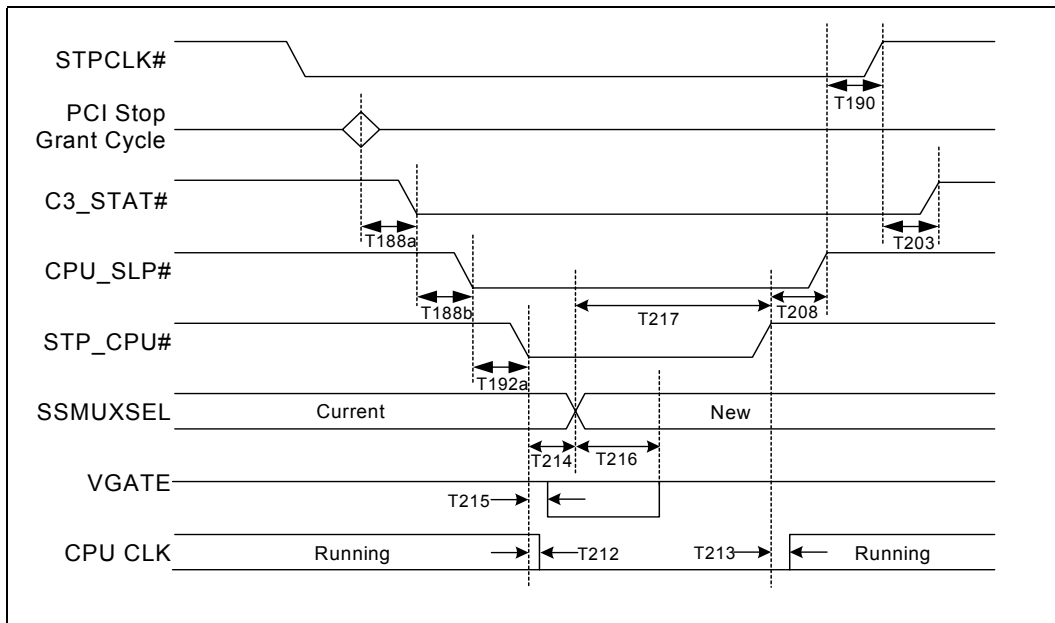 STPCLK#
T190
PCI Stop
Grant Cycle
C3_STAT#
T188a
T203
CPU_SLP#
T188b
T217
T208
STP_CPU#
T192a
SSMUXSEL
Current
New
T214
T216
VGATE
T215
CPU CLK
Running
T212
T213
Running